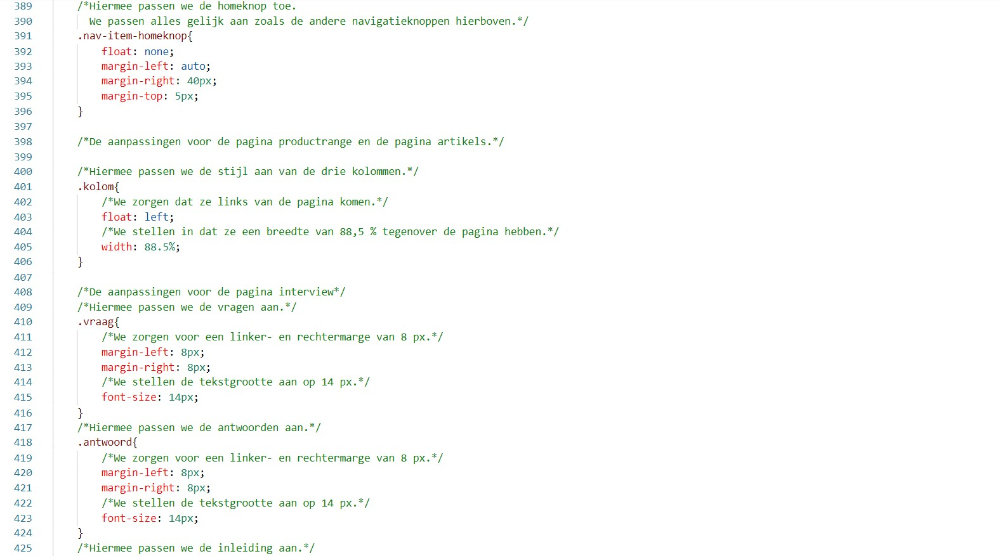 389 /*Hiermee passen we de homeknop toe.
390 We passen alles gelijk aan zoals de andere navigatieknoppen hierboven.*/
391 .nav-item-homeknop{
392 float: none;
393 margin-left: auto;
394 margin-right: 40px;
395 margin-top: 5px;
396 }
397
398 /*De aanpassingen voor de pagina productrange en de pagina artikels.*/
399
400 /*Hiermee passen we de stijl aan van de drie kolommen.*/
401 .kolom{
402 /*We zorgen dat ze links van de pagina komen.*/
403 float: left;
404 /*We stellen in dat ze een breedte van 88,5 % tegenover de pagina hebben.*/
405 width: 88.5%;
406 }
407
408 /*De aanpassingen voor de pagina interview*/
409 /*Hiermee passen we de vragen aan.*/
410 .vraag{
411 /*We zorgen voor een linker- en rechtermarge van 8 px.*/
412 margin-left: 8px;
413 margin-right: 8px;
414 /*We stellen de tekstgrootte aan op 14 px.*/
415 font-size: 14px;
416 }
417 /*Hiermee passen we de antwoorden aan.*/
418 .antwoord{
419 /*We zorgen voor een linker- en rechtermarge van 8 px.*/
420 margin-left: 8px;
421 margin-right: 8px;
422 /*We stellen de tekstgrootte aan op 14 px.*/
423 font-size: 14px;
424 }
425 /*Hiermee passen we de inleiding aan.*/